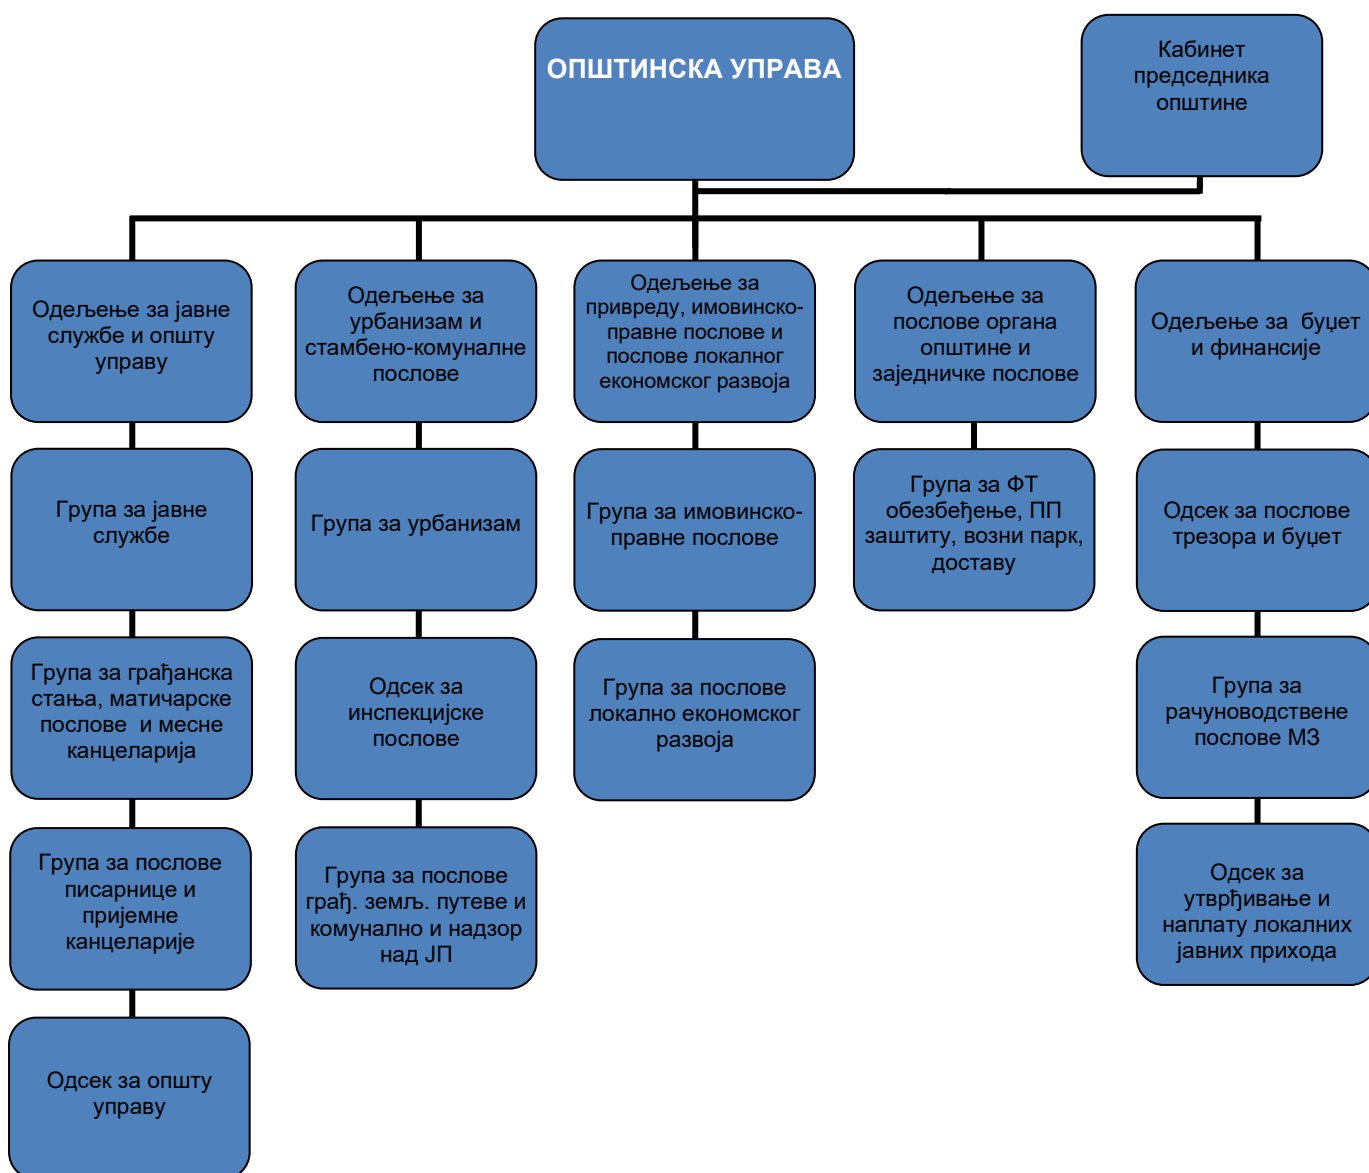 ОПШТИНСКА УПРАВА
Кабинет
председника
општине
Одељење за јавне
службе и општу
управу
Одељење за
урбанизам и
стамбено-комуналне
послове
Одељење за
привреду, имовинско-
правне послове и
послове локалног
економског развоја
Одељење за
послове органа
општине и
заједничке послове
Одељење за  буџет
и финансије
Група за јавне
службе
Група за урбанизам
Група за имовинско-
правне послове
Група за ФТ
обезбеђење, ПП
заштиту, возни парк,
доставу
Одсек за послове
трезора и буџет
Група за грађанска
стања, матичарске
послове  и месне
канцеларија
Одсек за
инспекцијске
послове
Група за послове
локално економског
развоја
Група за
рачуноводствене
послове МЗ
Група за послове
писарнице и
пријемне
канцеларије
Група за послове
грађ. земљ. путеве и
комунално и надзор
над ЈП
Одсек за
утврђивање и
наплату локалних
јавних прихода
Одсек за општу
управу